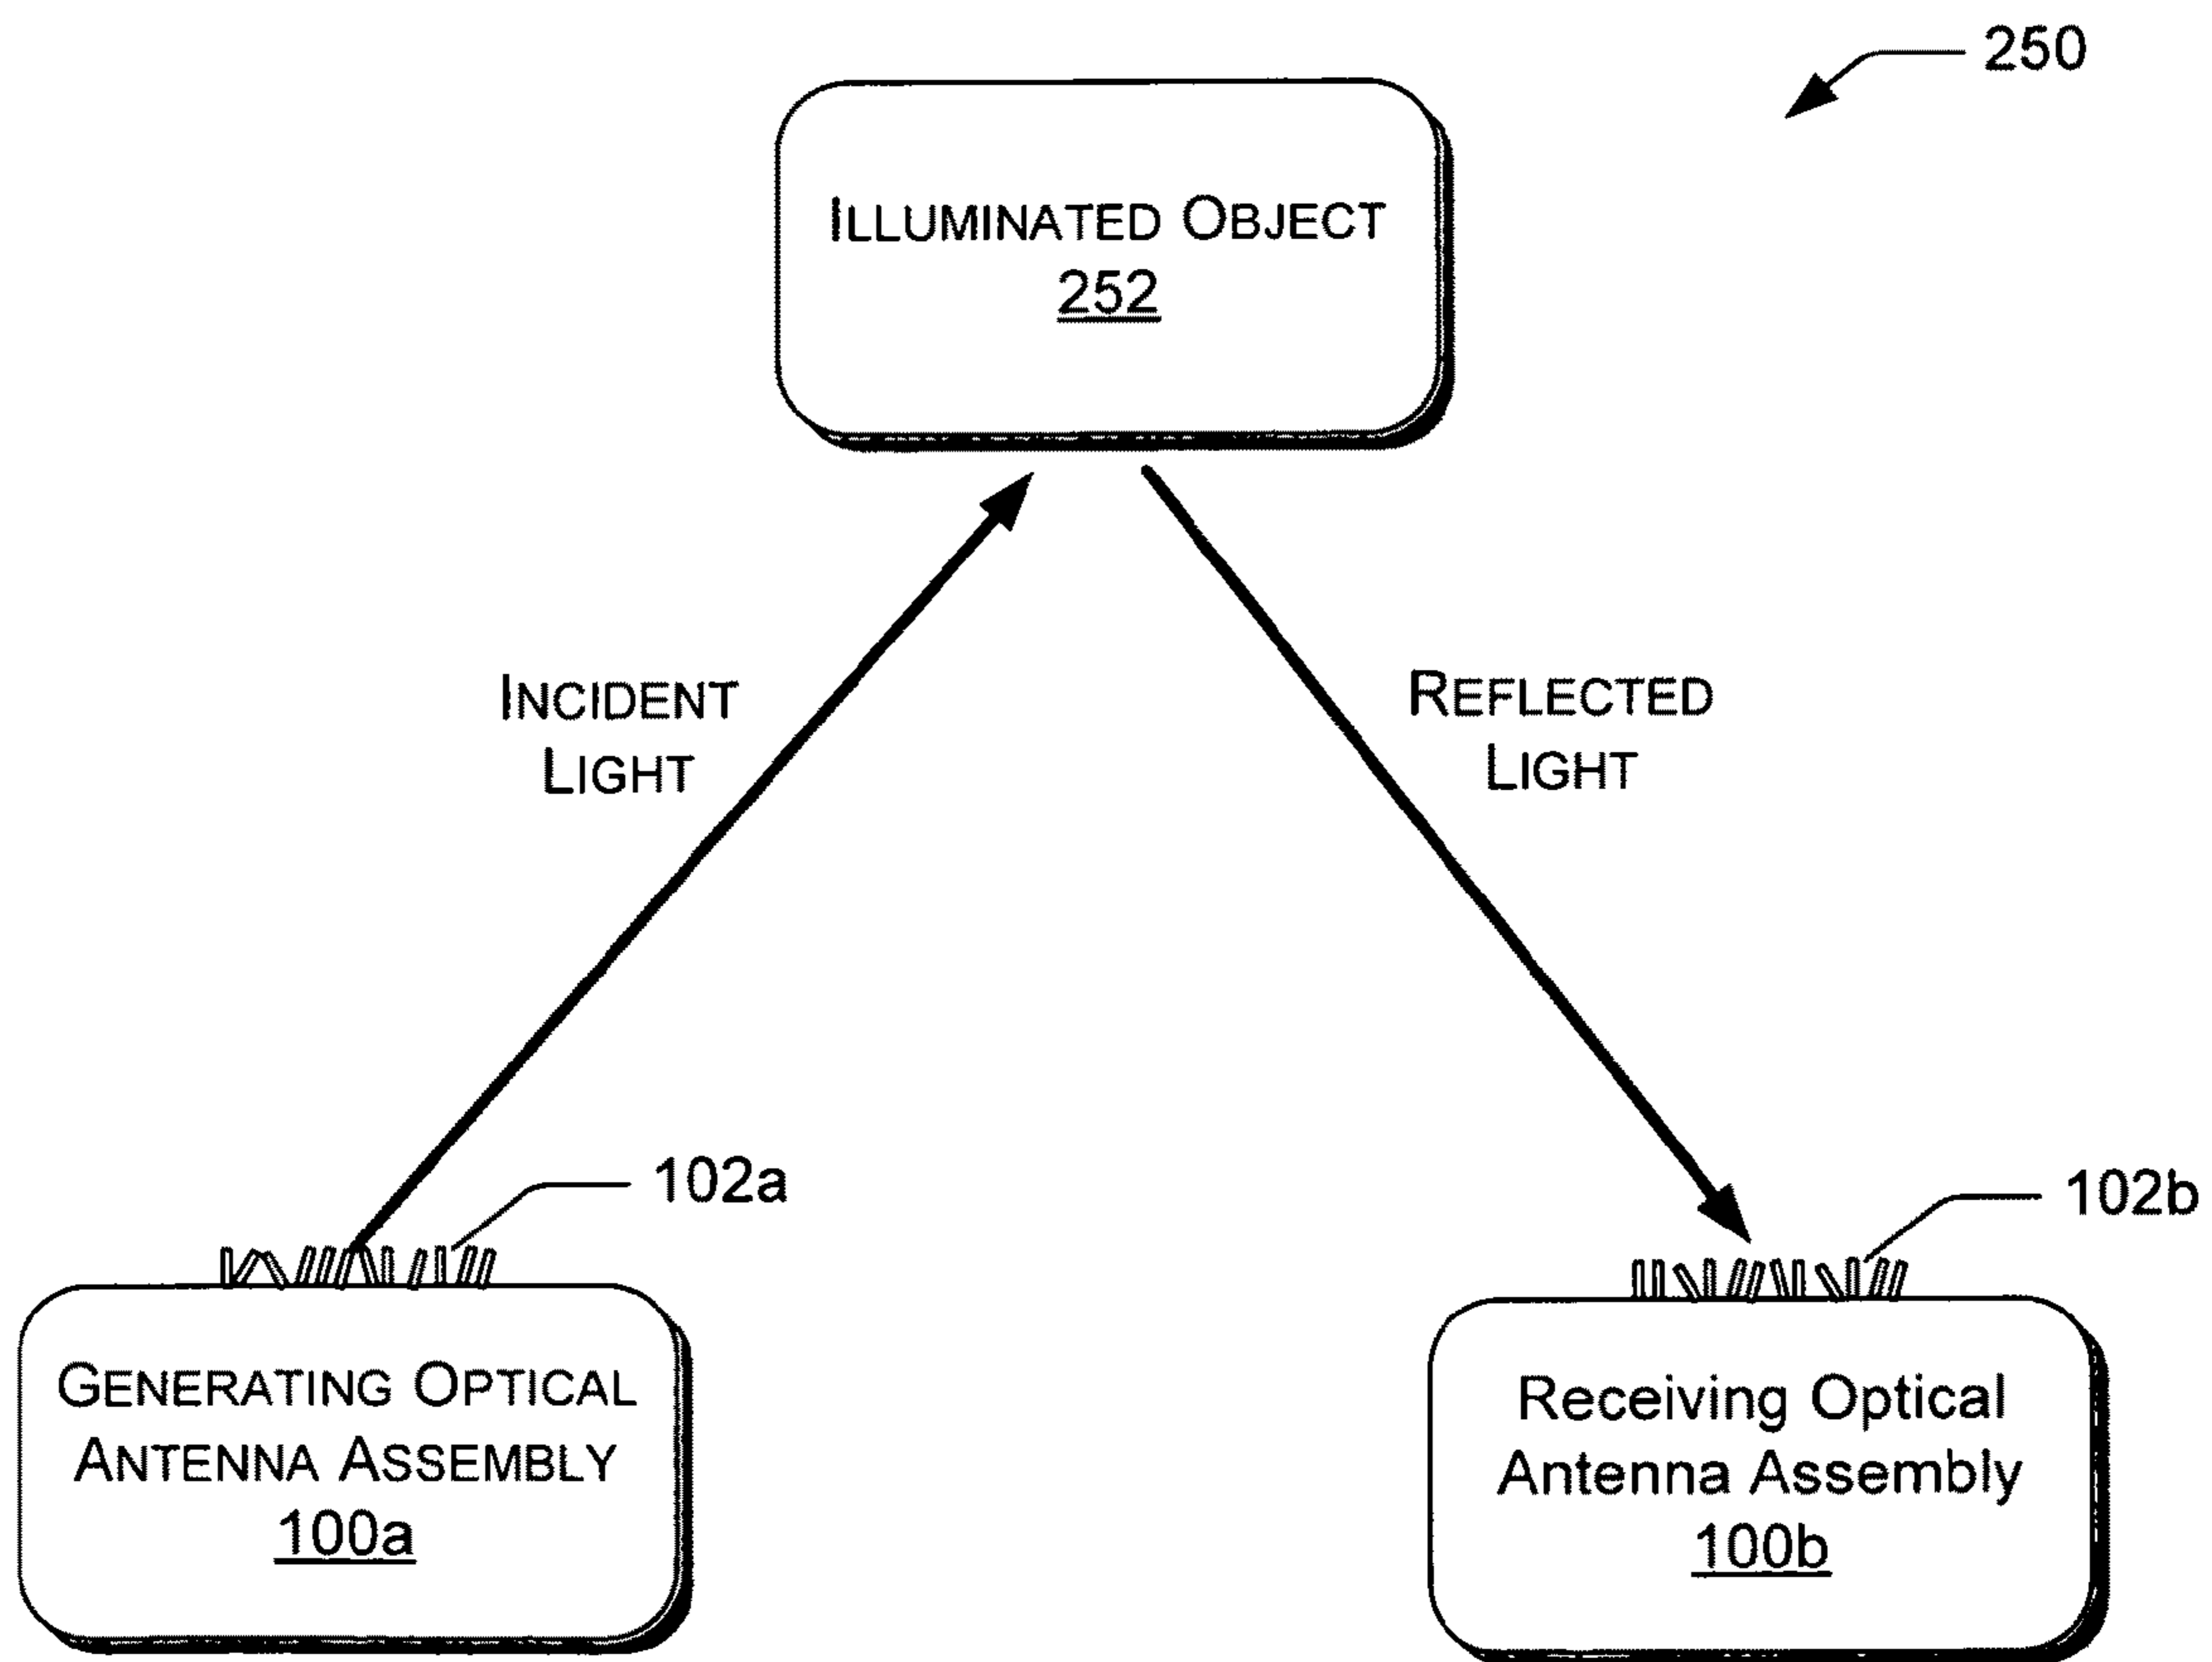 250
ILLUMINATED OBJECT
252
INCIDENT
LIGHT
REFLECTED
LIGHT
102a
102b
GENERATING OPTICAL
ANTENNA ASSEMBLY
100a
Receiving Optical
Antenna Assembly
100b